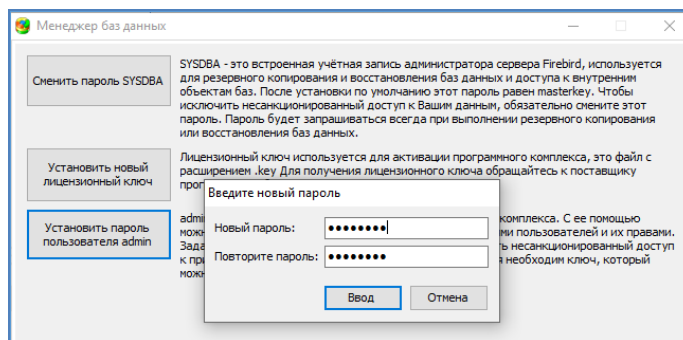 Менеджер баз данных
Сменить пароль SYSDBA
SYSDBA - это встроенная учётная запись администратора сервера Firebird, используется
для резервного копирования и восстановления баз данных и доступа к внутренним
объектам баз. После установки по умолчанию этот пароль равен masterkey. Чтобы
исключить несанкционированный доступ к Вашим данным, обязательно смените этот
пароль. Пароль будет запрашиваться всегда при выполнении резервного копирования
или восстановления баз данных.
Установить новый
лицензионный ключ
Лицензионный ключ используется для активации программного комплекса, это файл с
расширением .key Для получения лицензионного ключа обращайтесь к поставщику
Установить пароль
пользователя admin
комплекса. С ее помощью
пользователей и их правами.
несанкционированный доступ
необходим ключ, который
Введите новый пароль
Новый пароль:
Повторите пароль:
Ввод
Отмена